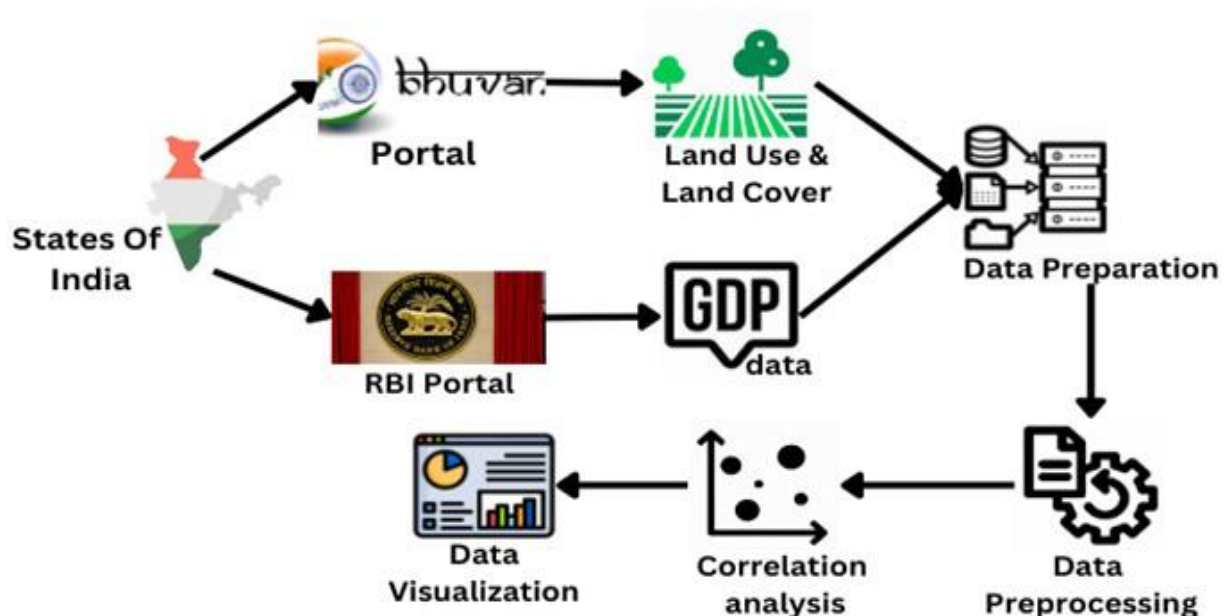 bhuvan
Portal
Land Use &
Land Cover
States Of
India
Data Preparation
GDP
data
RBI Portal
Data
Visualization
Correlation
analysis
Data
Preprocessing